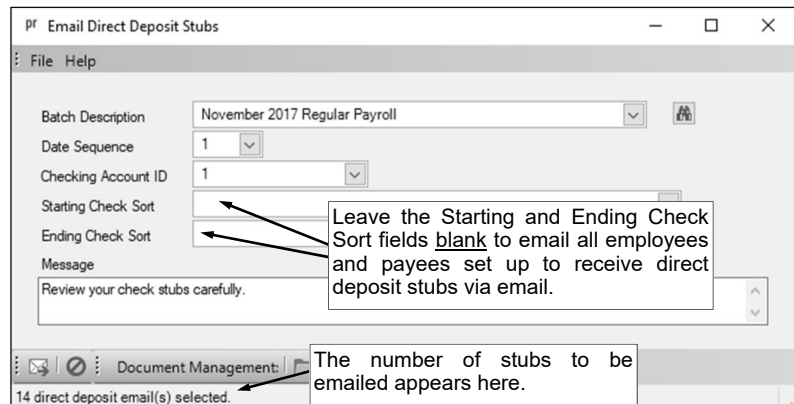 pr Email Direct Deposit Stubs
File Help
Batch Description November 2017 Regular Payroll
Date Sequence 1
Checking Account ID 1
Starting Check Sort
Ending Check Sort
Leave the Starting and Ending Check
Sort fields blank to email all employees
and payees set up to receive direct
deposit stubs via email.
Message
Review your check stubs carefully.
Document Management:
The number of stubs to be
emailed appears here.
14 direct deposit email(s) selected.